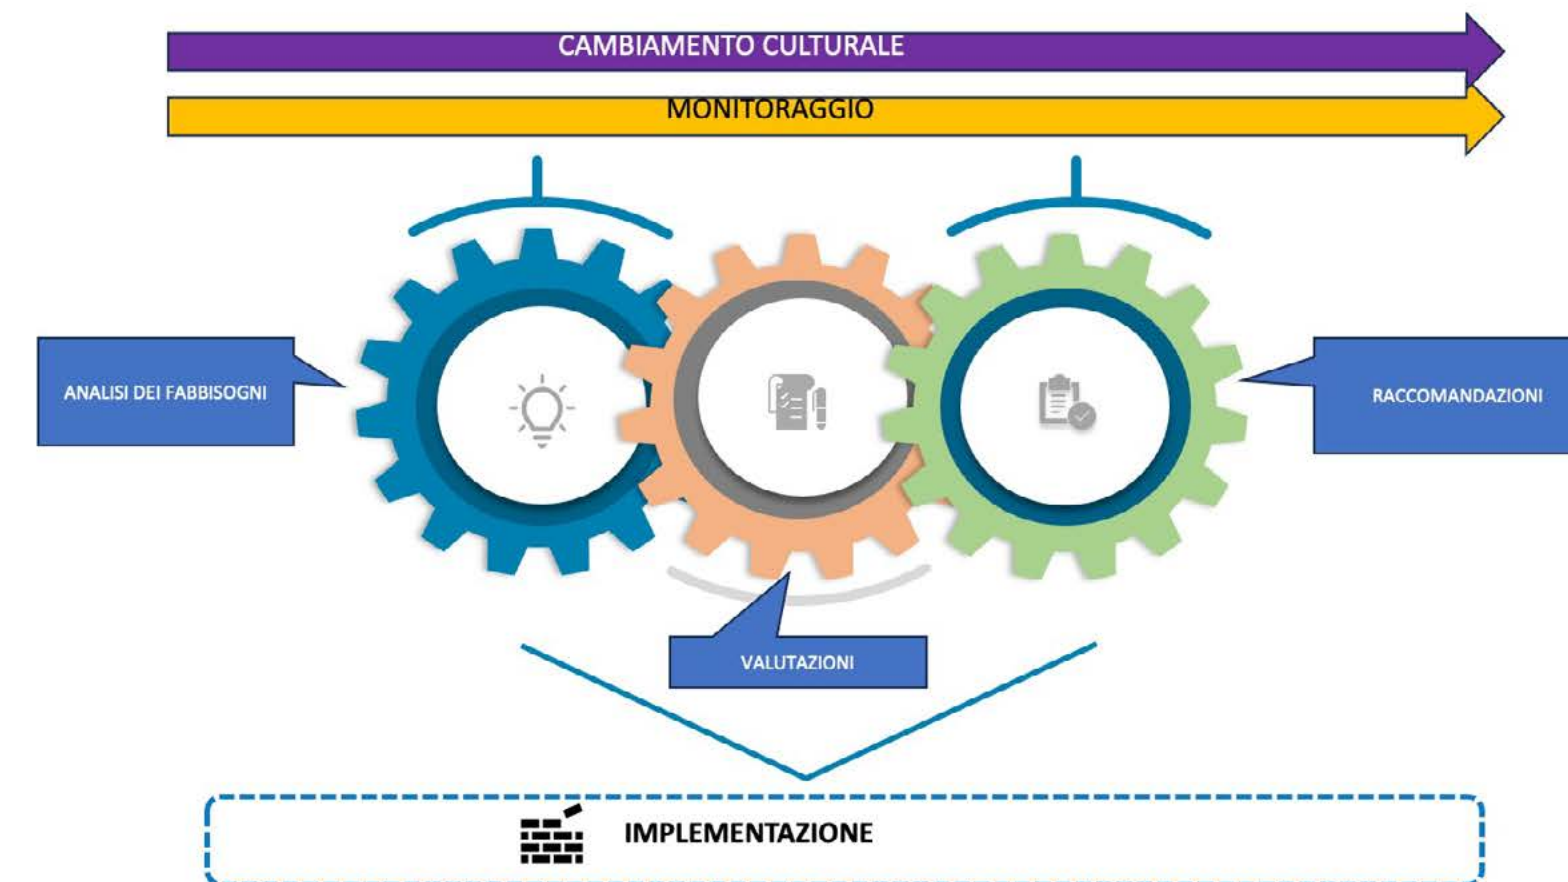 CAMBIAMENTO CULTURALE
MONITORAGGIO
ANALISI DEI FABBISOGNI
RACCOMANDAZIONI
VALUTAZIONI
IMPLEMENTAZIONE